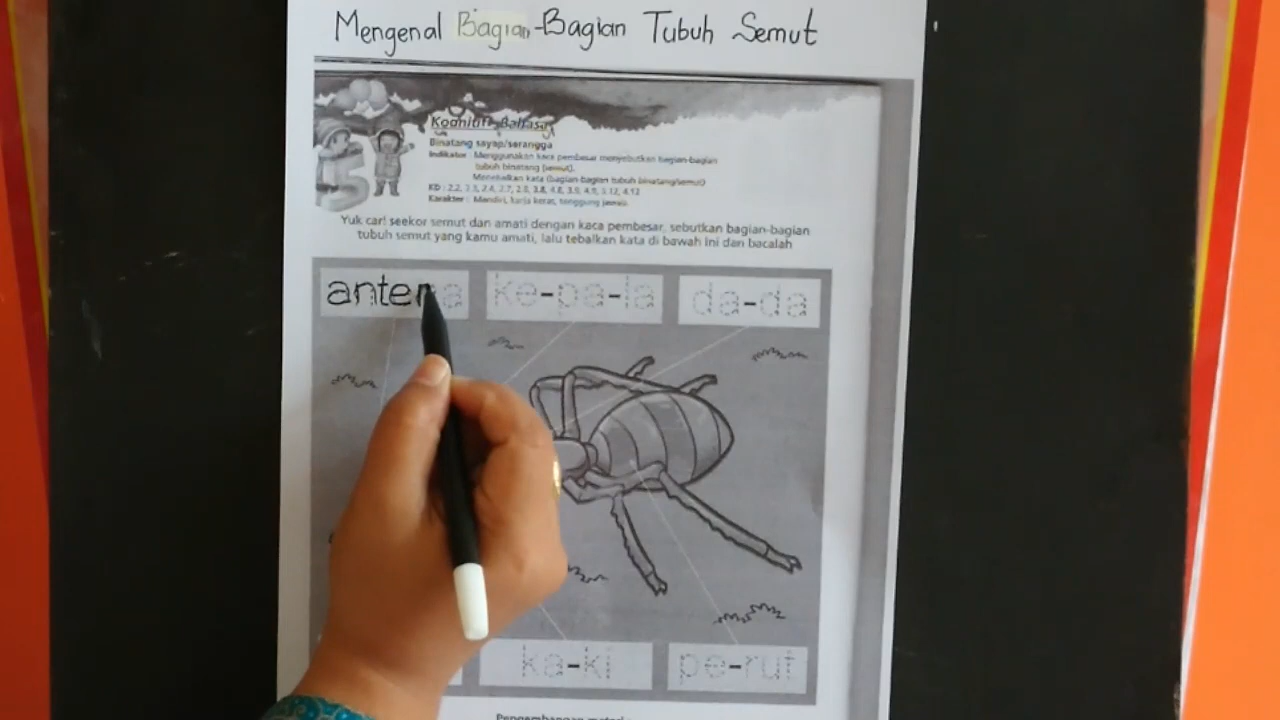 Mengenal Bagian-Bagian Tubuh Semut
Kognitif, Bahasa
Binatang sayap/serangga
Indikator : Menggunakan kaca pembesar menyebutkan bagian-bagian
tubuh binatang (semut).
Menebalkan kata (bagian-bagian tubuh binatang/semut)
Karakter : Mandiri, kerja keras, tanggung jawab.
Yuk cari seekor semut dan amati dengan kaca pembesar, sebutkan bagian-bagian
tubuh semut yang kamu amati, lalu tebalkan kata di bawah ini dan bacalah
antena ke-pa-la da-da
ka-ki pe-rut